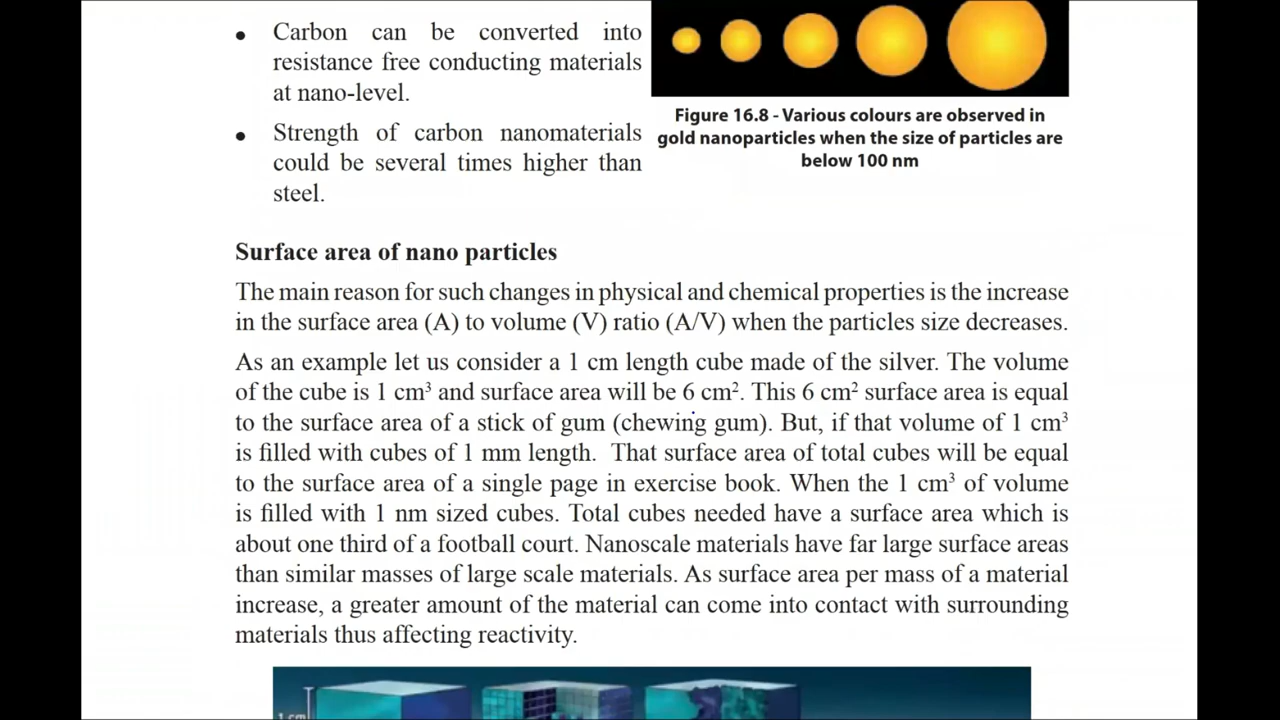 • Carbon can be converted into
resistance free conducting materials
at nano-level.
• Strength of carbon nanomaterials
could be several times higher than
steel.
Figure 16.8 - Various colours are observed in
gold nanoparticles when the size of particles are
below 100 nm
Surface area of nano particles
The main reason for such changes in physical and chemical properties is the increase
in the surface area (A) to volume (V) ratio (A/V) when the particles size decreases.
As an example let us consider a 1 cm length cube made of the silver. The volume
of the cube is 1 cm³ and surface area will be 6 cm². This 6 cm² surface area is equal
to the surface area of a stick of gum (chewing gum). But, if that volume of 1 cm³
is filled with cubes of 1 mm length. That surface area of total cubes will be equal
to the surface area of a single page in exercise book. When the 1 cm³ of volume
is filled with 1 nm sized cubes. Total cubes needed have a surface area which is
about one third of a football court. Nanoscale materials have far large surface areas
than similar masses of large scale materials. As surface area per mass of a material
increase, a greater amount of the material can come into contact with surrounding
materials thus affecting reactivity.
1 cm